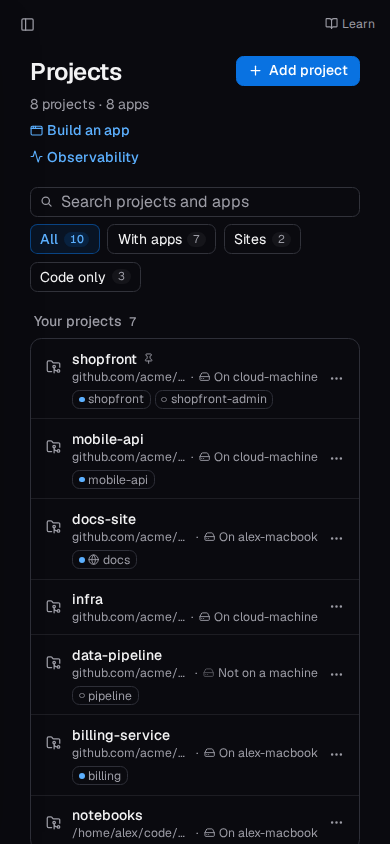 Learn
Projects
Add project
8 projects · 8 apps
Build an app
Observability
Search projects and apps
All 10
With apps 7
Sites 2
Code only 3
Your projects 7
shopfront
github.com/acme/… · On cloud-machine
shopfront shopfront-admin
mobile-api
github.com/acme/… · On cloud-machine
mobile-api
docs-site
github.com/acme/… · On alex-macbook
docs
infra
github.com/acme/… · On cloud-machine
data-pipeline
github.com/acme/… · Not on a machine
pipeline
billing-service
github.com/acme/… · On alex-macbook
billing
notebooks
/home/alex/code/… · On alex-macbook